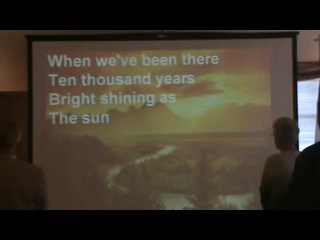 When we've been there
Ten thousand years
Bright shining as
The sun